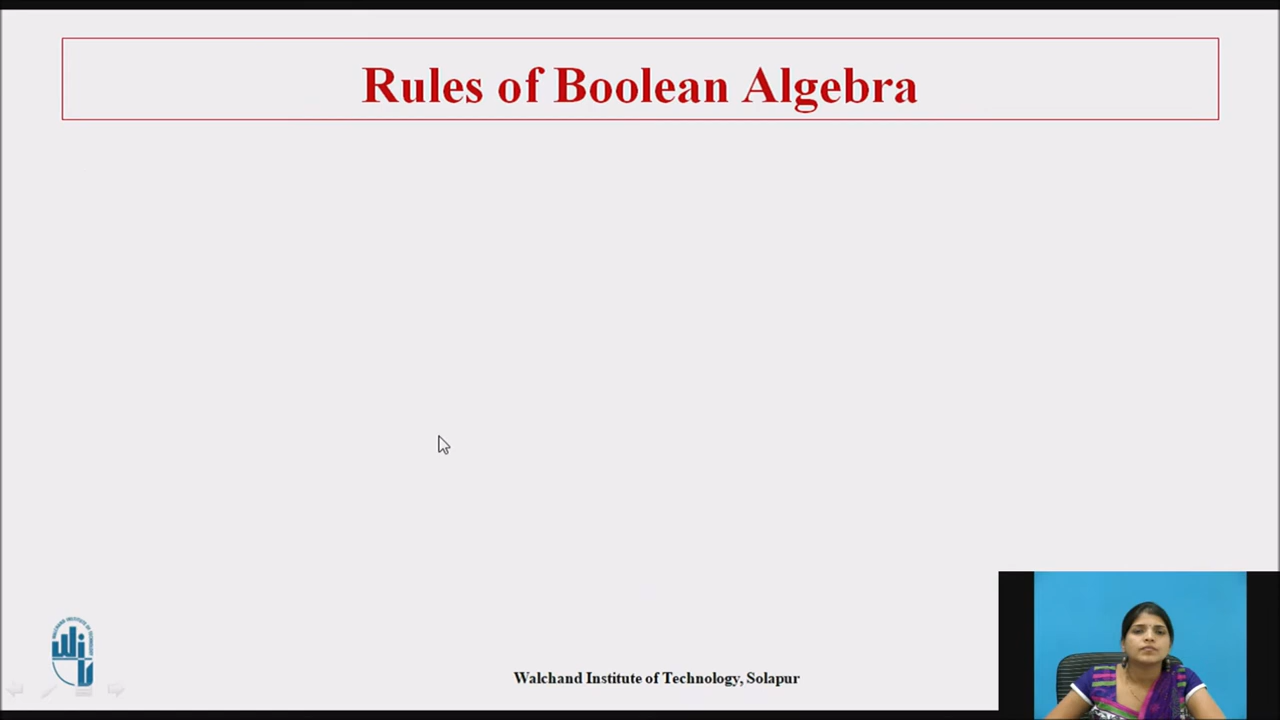 Rules of Boolean Algebra
Walchand Institute of Technology, Solapur